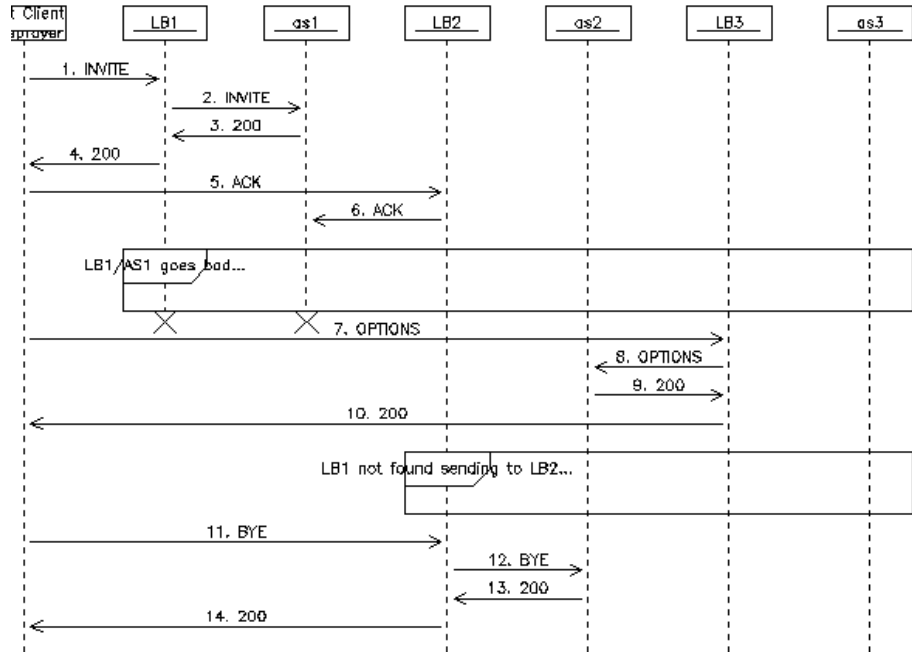 t Client
LB1
as1
LB2
as2
LB3
as3
1. INVITE
2. INVITE
3. 200
4. 200
5. ACK
6. ACK
LB1/AS1 goes bad...
7. OPTIONS
8. OPTIONS
9. 200
10. 200
LB1 not found sending to LB2...
11. BYE
12. BYE
13. 200
14. 200